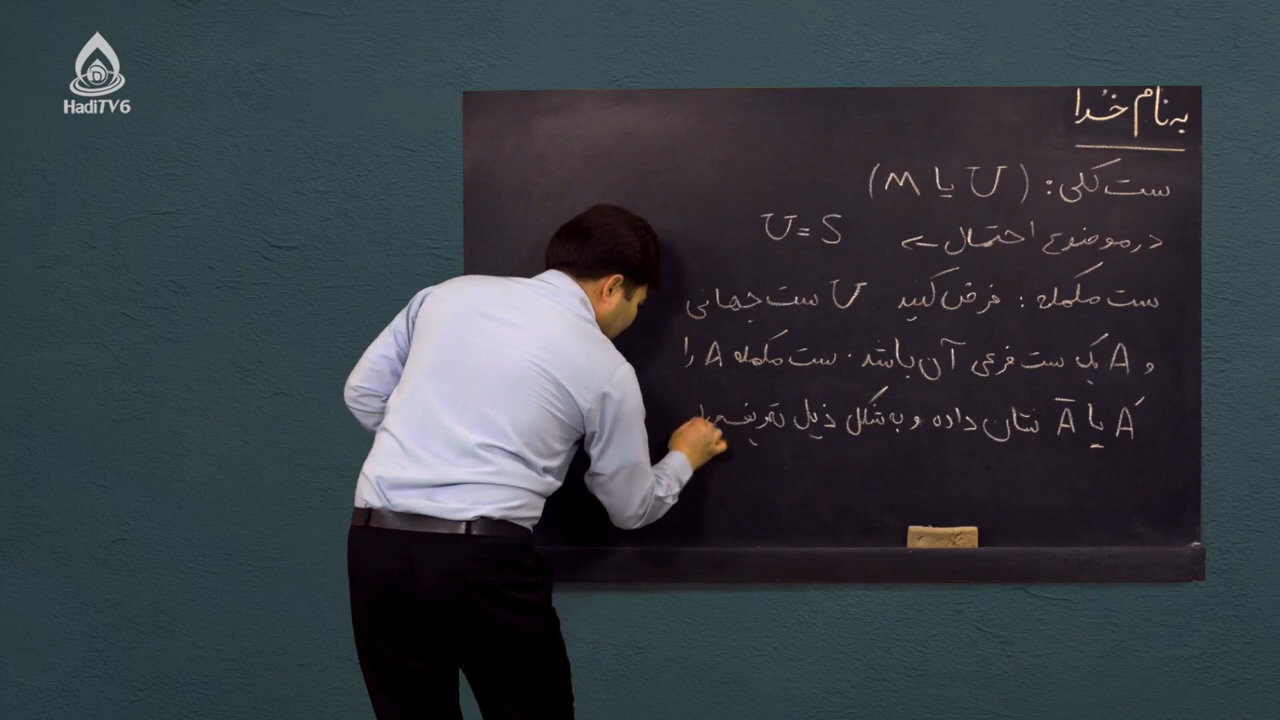 HadiTV6
به نام خدا
ست کلی: (U یا M)
در موضوع احتمال ← U=S
ست مکمله: فرض کنید U ست جهانی
و A یک ست فرعی آن باشد. ست مکمله A را
A′ یا Ā نشان داده و به شکل ذیل